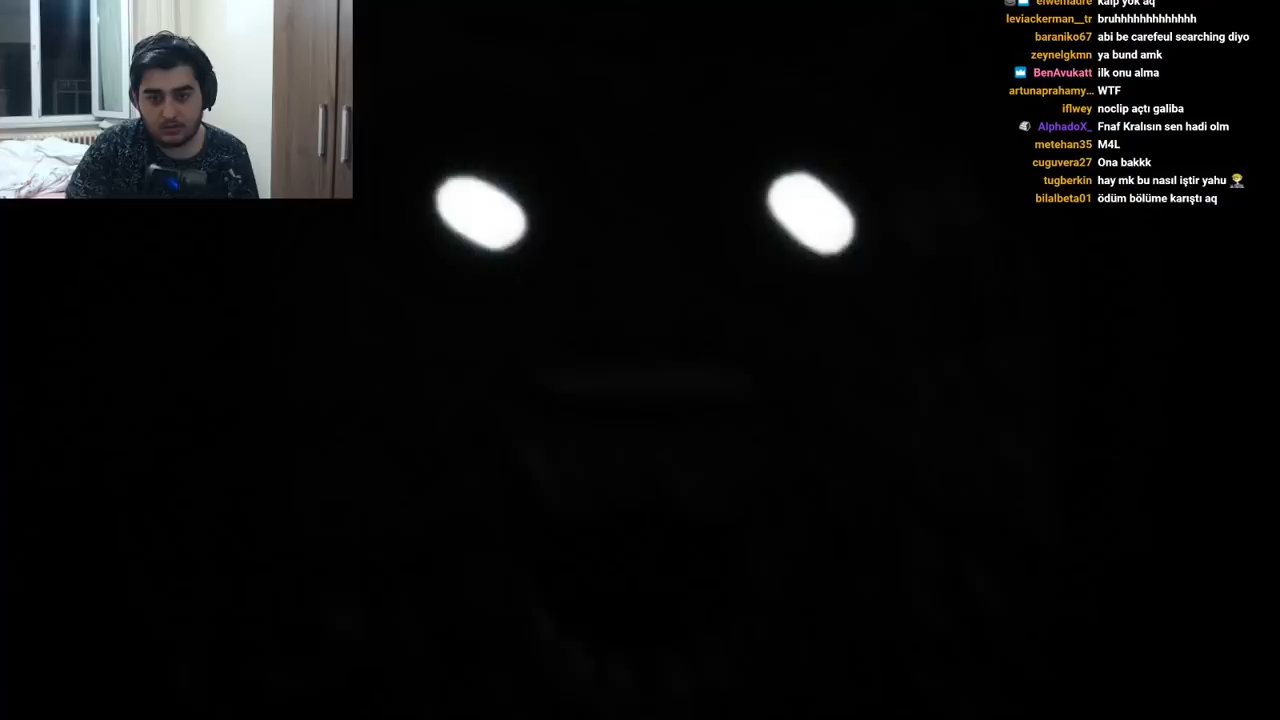 elwemadre kalp yok aq
leviackerman__tr bruhhhhhhhhhhhhh
baraniko67 abi be carefeul searching diyo
zeynelgkmn ya bund amk
BenAvukatt ilk onu alma
artunaprahamy... WTF
iflwey noclip açtı galiba
AlphadoX_ Fnaf Kralısın sen hadi olm
metehan35 M4L
cuguvera27 Ona bakkk
tugberkin hay mk bu nasıl iştir yahu
bilalbeta01 ödüm bölüme karıştı aq